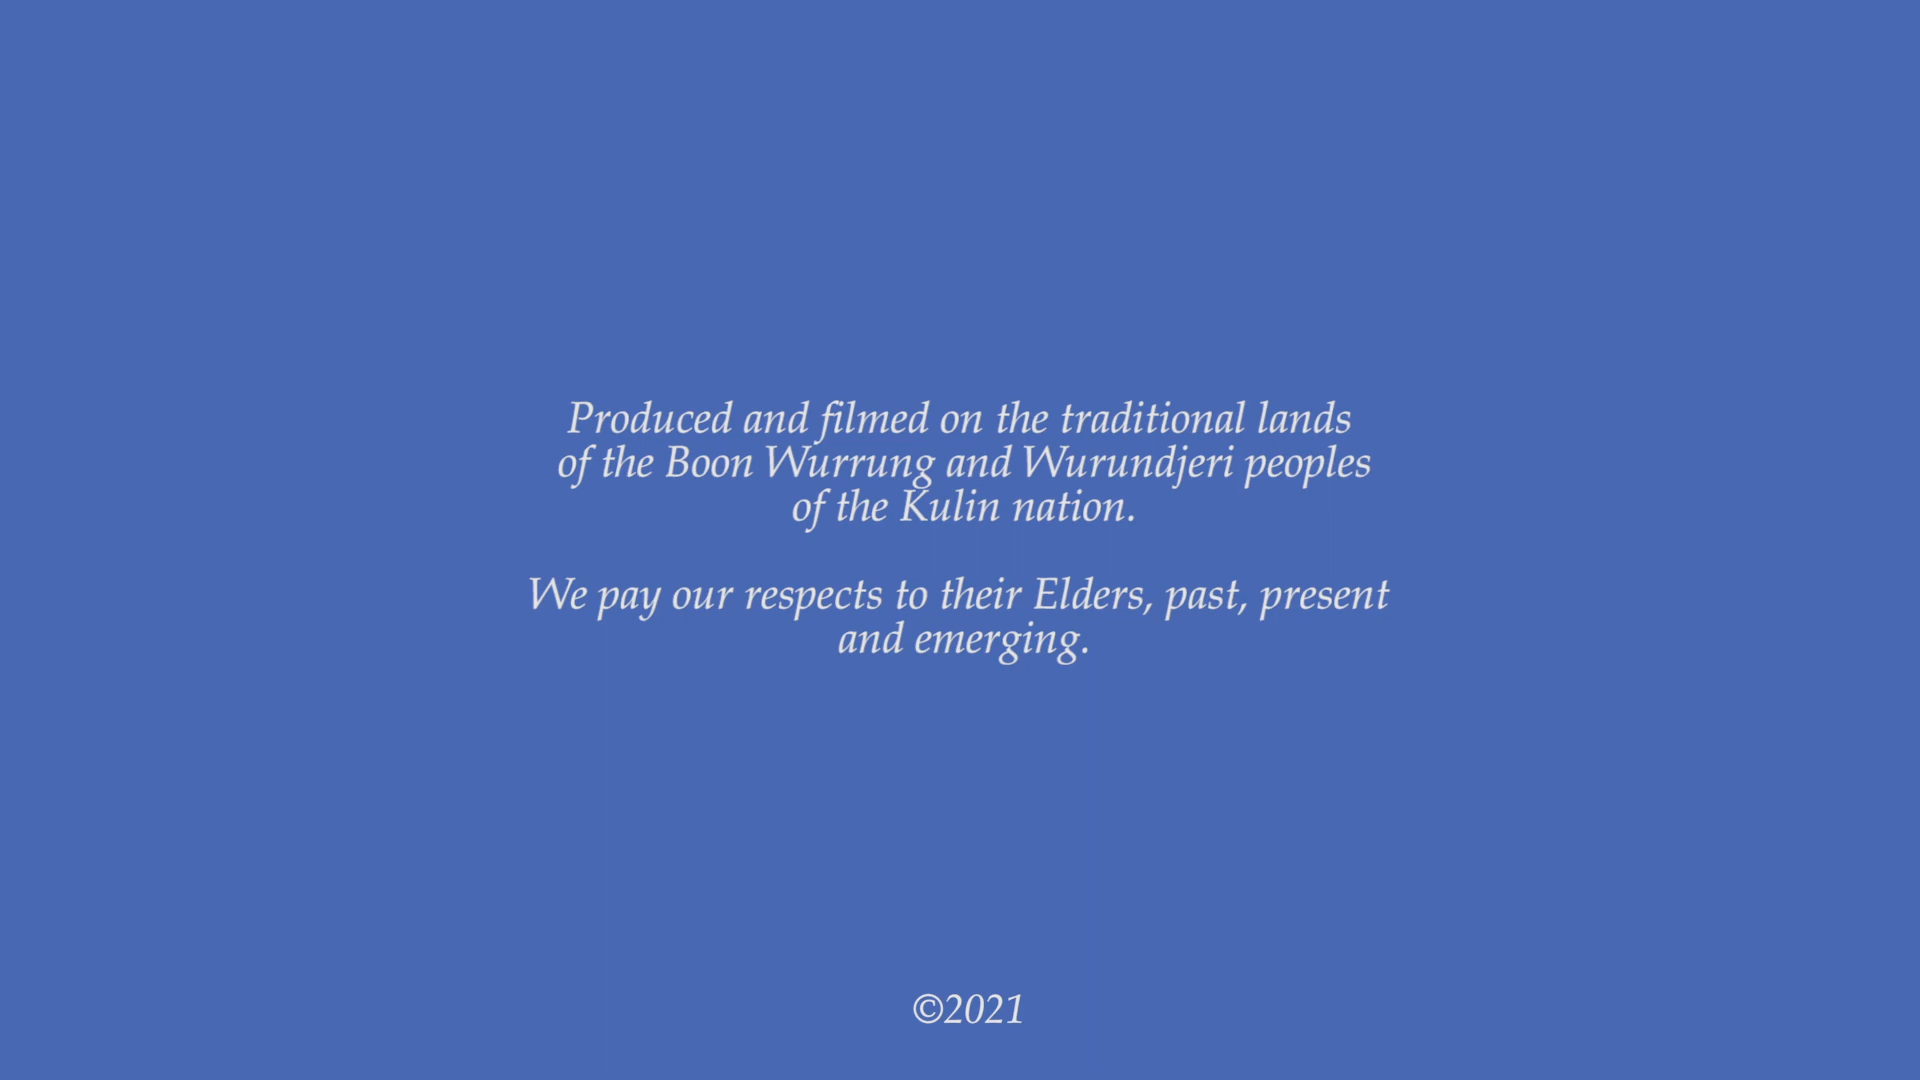 Produced and filmed on the traditional lands
of the Boon Wurrung and Wurundjeri peoples
of the Kulin nation.
We pay our respects to their Elders, past, present
and emerging.
©2021